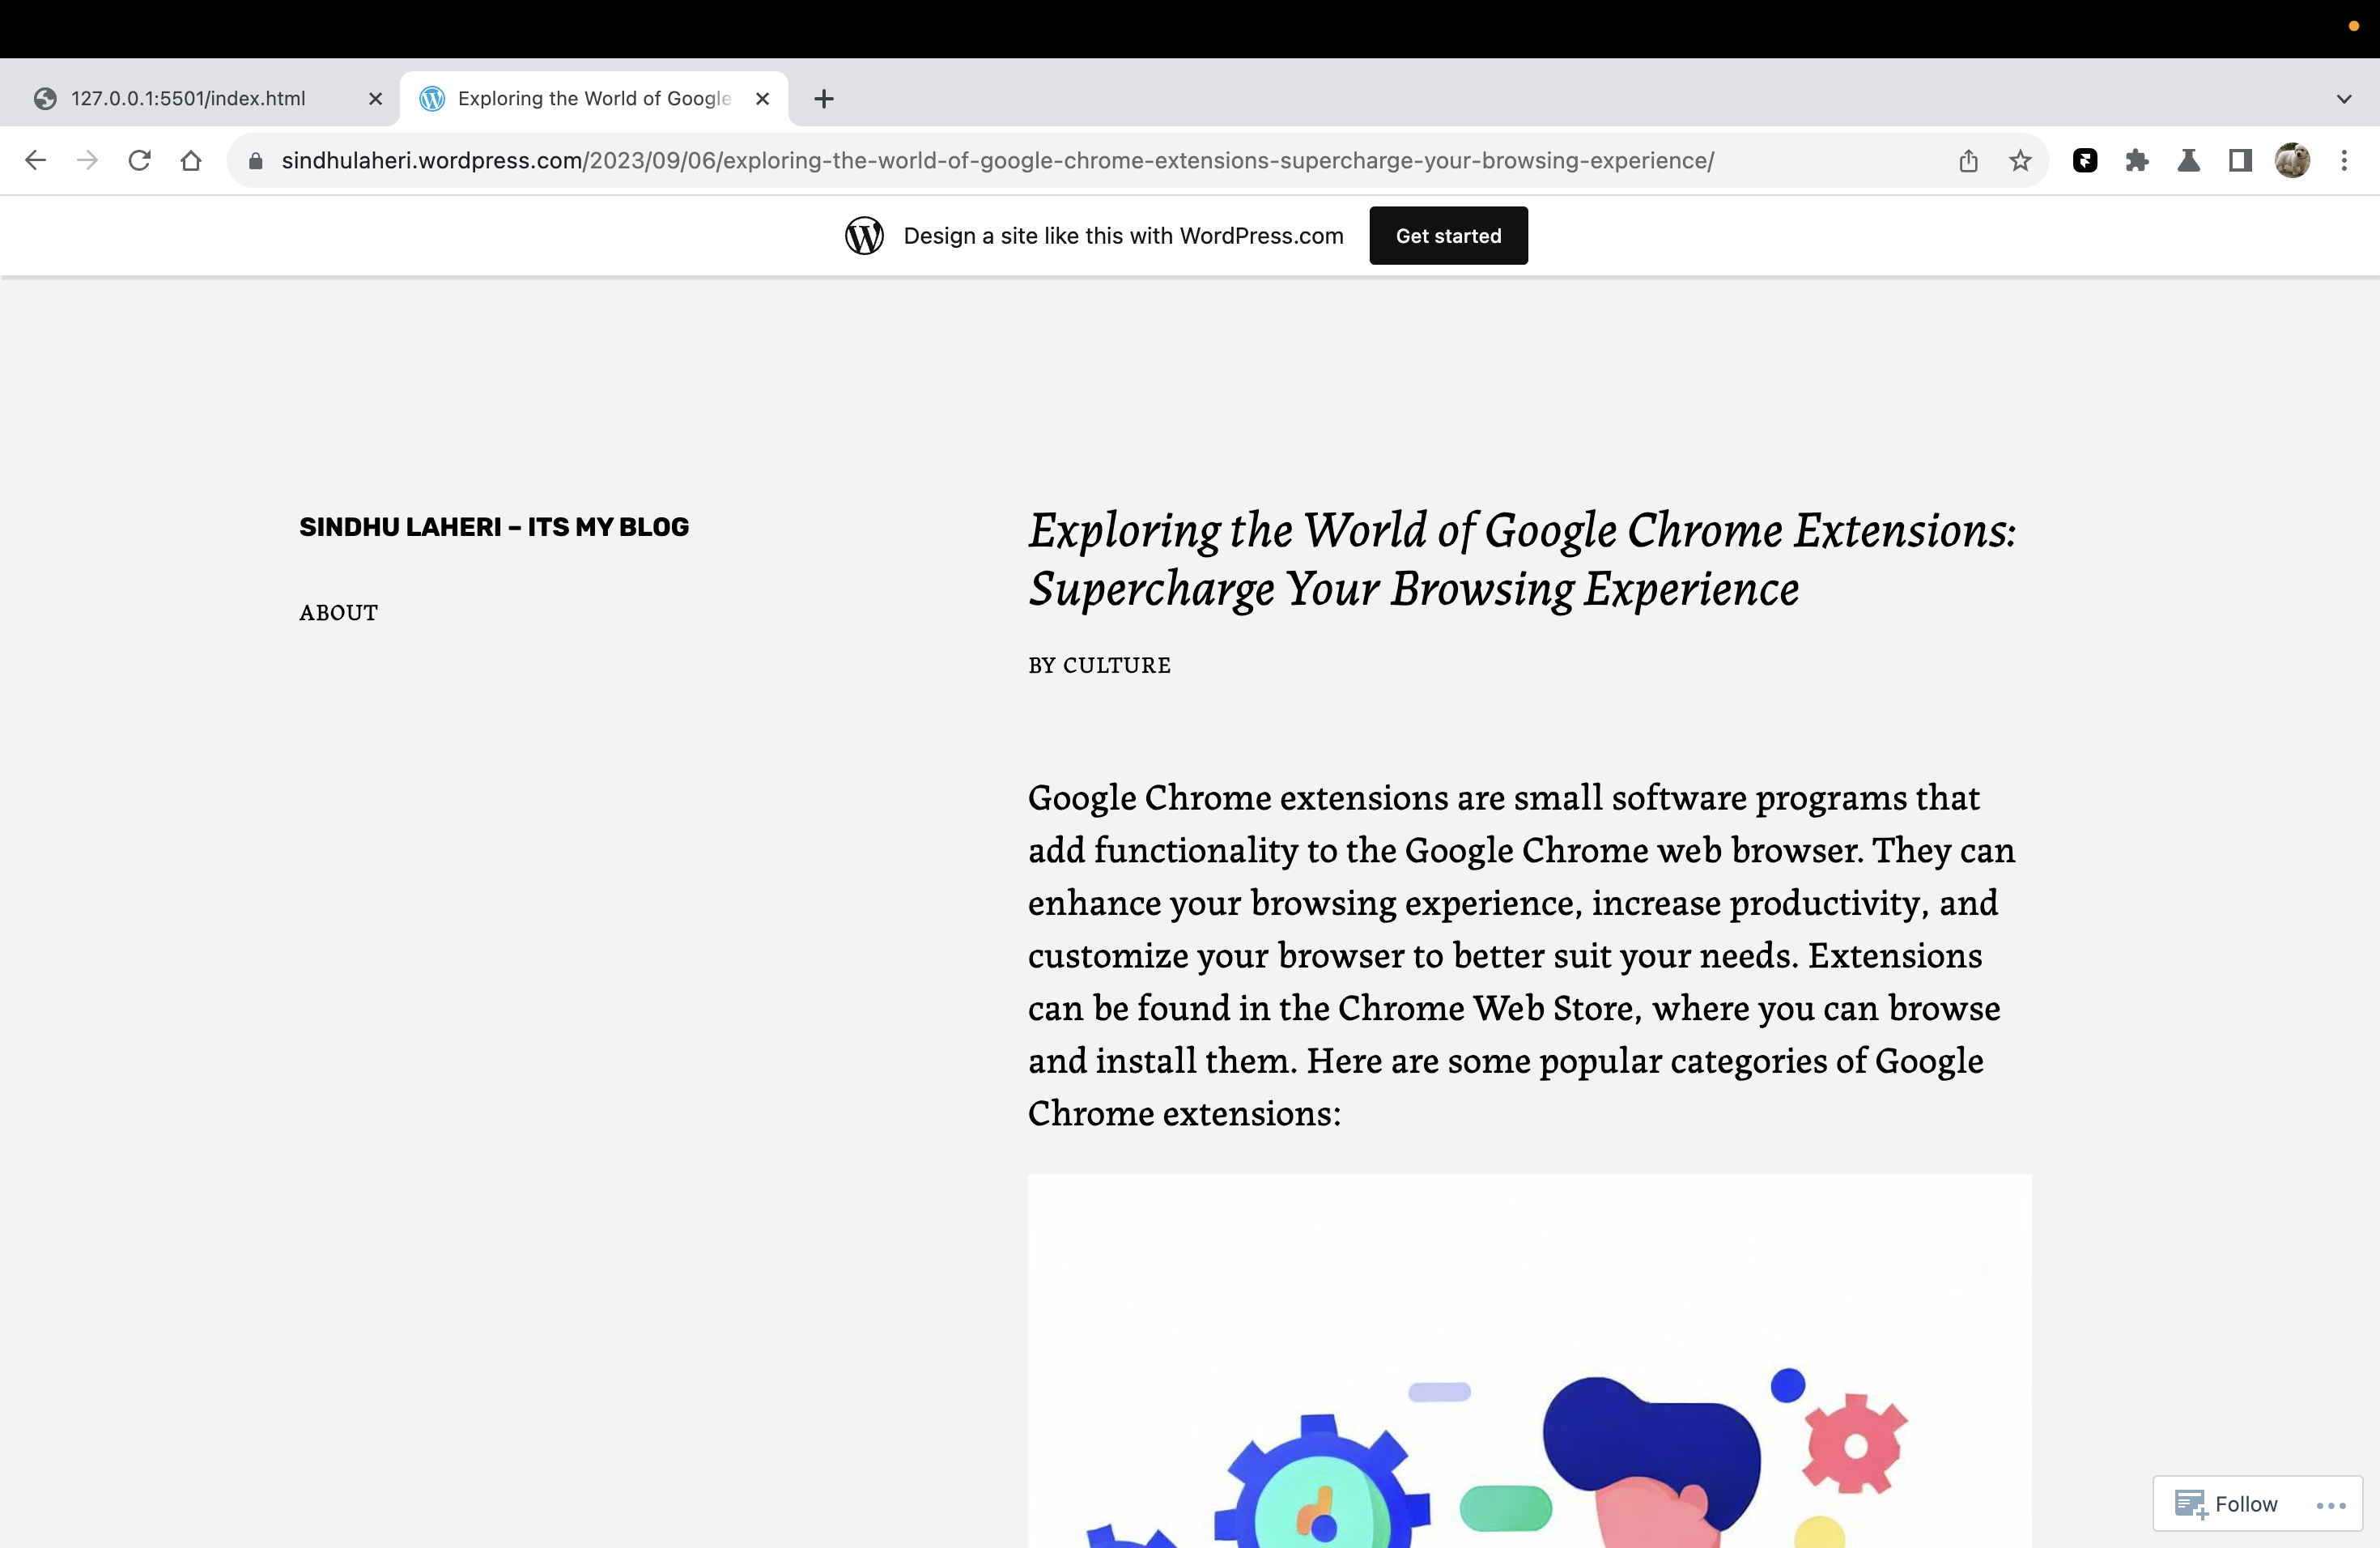 127.0.0.1:5501/index.html
Exploring the World of Google
sindhulaheri.wordpress.com/2023/09/06/exploring-the-world-of-google-chrome-extensions-supercharge-your-browsing-experience/
Design a site like this with WordPress.com
Get started
SINDHU LAHERI – ITS MY BLOG
ABOUT
Exploring the World of Google Chrome Extensions:
Supercharge Your Browsing Experience
BY CULTURE
Google Chrome extensions are small software programs that
add functionality to the Google Chrome web browser. They can
enhance your browsing experience, increase productivity, and
customize your browser to better suit your needs. Extensions
can be found in the Chrome Web Store, where you can browse
and install them. Here are some popular categories of Google
Chrome extensions:
Follow